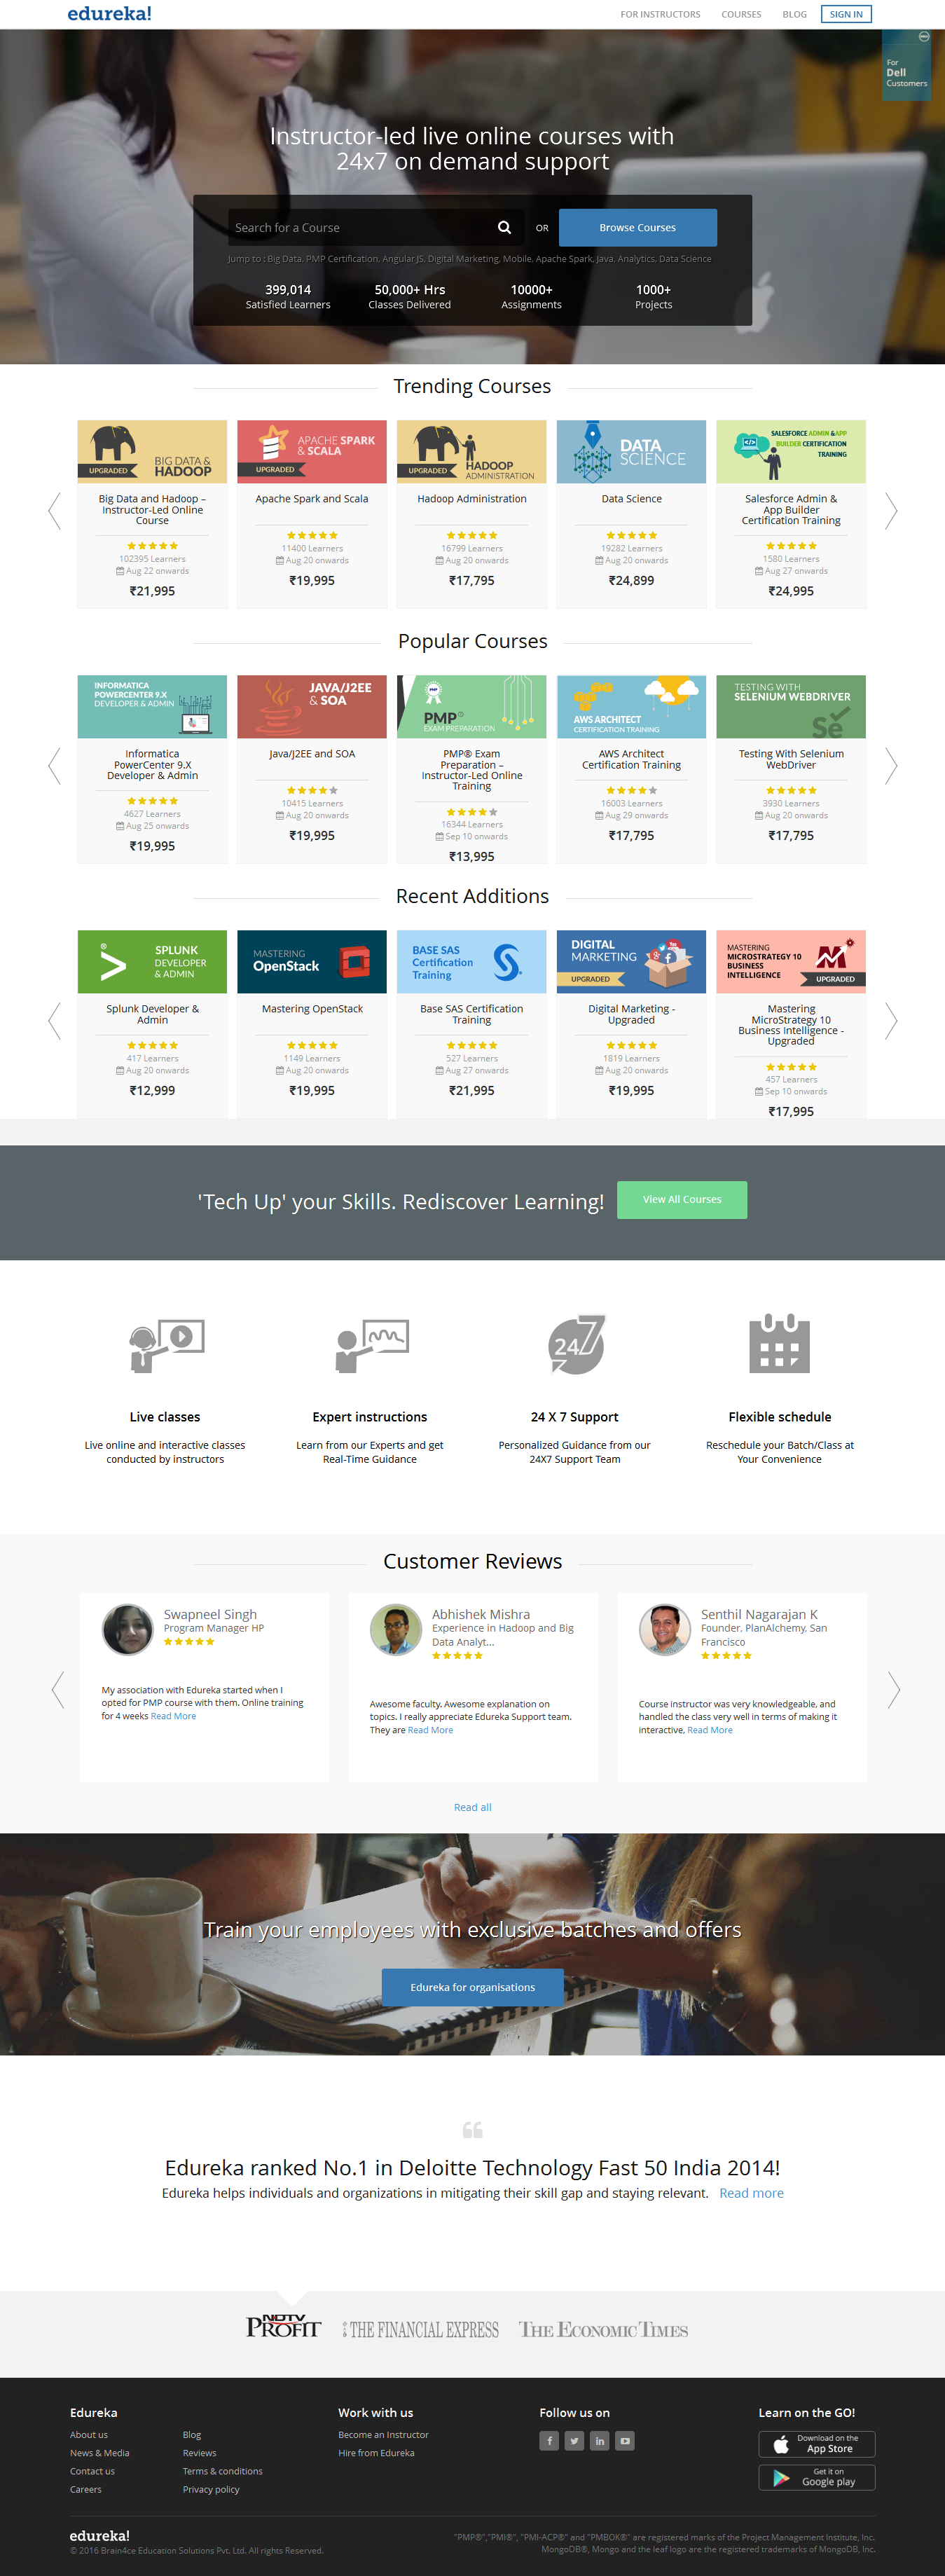 edureka!
FOR INSTRUCTORS
COURSES
BLOG
SIGN IN
For
Dell
Customers
Instructor-led live online courses with
24x7 on demand support
Search for a Course
OR
Browse Courses
Jump to : Big Data, PMP Certification, Angular JS, Digital Marketing, Mobile, Apache Spark, Java, Analytics, Data Science
399,014
Satisfied Learners
50,000+ Hrs
Classes Delivered
10000+
Assignments
1000+
Projects
Trending Courses
BIG DATA &
HADOOP
UPGRADED
Big Data and Hadoop –
Instructor-Led Online
Course
102395 Learners
Aug 22 onwards
₹21,995
APACHE SPARK
& SCALA
UPGRADED
Apache Spark and Scala
11400 Learners
Aug 20 onwards
₹19,995
HADOOP
ADMINISTRATION
UPGRADED
Hadoop Administration
16799 Learners
Aug 20 onwards
₹17,795
DATA
SCIENCE
Data Science
19282 Learners
Aug 20 onwards
₹24,899
SALESFORCE ADMIN &APP
BUILDER CERTIFICATION
TRAINING
Salesforce Admin &
App Builder
Certification Training
1580 Learners
Aug 27 onwards
₹24,995
Popular Courses
INFORMATICA
POWERCENTER 9.X
DEVELOPER & ADMIN
Informatica
PowerCenter 9.X
Developer & Admin
4627 Learners
Aug 25 onwards
₹19,995
JAVA/J2EE
& SOA
Java/J2EE and SOA
10415 Learners
Aug 20 onwards
₹19,995
PMP
PMP®
EXAM PREPARATION
PMP® Exam
Preparation –
Instructor-Led Online
Training
16344 Learners
Sep 10 onwards
₹13,995
AWS ARCHITECT
CERTIFICATION TRAINING
AWS Architect
Certification Training
16003 Learners
Aug 29 onwards
₹17,795
TESTING WITH
SELENIUM WEBDRIVER
Se
Testing With Selenium
WebDriver
3930 Learners
Aug 20 onwards
₹17,795
Recent Additions
SPLUNK
DEVELOPER
& ADMIN
Splunk Developer &
Admin
417 Learners
Aug 20 onwards
₹12,999
MASTERING
OpenStack
Mastering OpenStack
1149 Learners
Aug 20 onwards
₹19,995
BASE SAS
Certification
Training
Base SAS Certification
Training
527 Learners
Aug 27 onwards
₹21,995
DIGITAL
MARKETING
UPGRADED
Digital Marketing -
Upgraded
1819 Learners
Aug 20 onwards
₹19,995
MASTERING
MICROSTRATEGY 10
BUSINESS
INTELLIGENCE
UPGRADED
Mastering
MicroStrategy 10
Business Intelligence -
Upgraded
457 Learners
Sep 10 onwards
₹17,995
'Tech Up' your Skills. Rediscover Learning!
View All Courses
24 7
Live classes
Live online and interactive classes
conducted by instructors
Expert instructions
Learn from our Experts and get
Real-Time Guidance
24 X 7 Support
Personalized Guidance from our
24X7 Support Team
Flexible schedule
Reschedule your Batch/Class at
Your Convenience
Customer Reviews
Swapneel Singh
Program Manager HP
My association with Edureka started when I
opted for PMP course with them. Online training
for 4 weeks Read More
Abhishek Mishra
Experience in Hadoop and Big
Data Analyt...
Awesome faculty. Awesome explanation on
topics. I really appreciate Edureka Support team.
They are Read More
Senthil Nagarajan K
Founder, PlanAlchemy, San
Francisco
Course instructor was very knowledgeable, and
handled the class very well in terms of making it
interactive, Read More
Read all
Train your employees with exclusive batches and offers
Edureka for organisations
Edureka ranked No.1 in Deloitte Technology Fast 50 India 2014!
Edureka helps individuals and organizations in mitigating their skill gap and staying relevant. Read more
NDTV
PROFIT
THE FINANCIAL EXPRESS
THE ECONOMIC TIMES
Edureka
About us
News & Media
Contact us
Careers
Blog
Reviews
Terms & conditions
Privacy policy
Work with us
Become an Instructor
Hire from Edureka
Follow us on
Learn on the GO!
Download on the
App Store
Get it on
Google play
edureka!
© 2016 Brain4ce Education Solutions Pvt. Ltd. All rights Reserved.
"PMP®","PMI®", "PMI-ACP®" and "PMBOK®" are registered marks of the Project Management Institute, Inc.
MongoDB®, Mongo and the leaf logo are the registered trademarks of MongoDB, Inc.